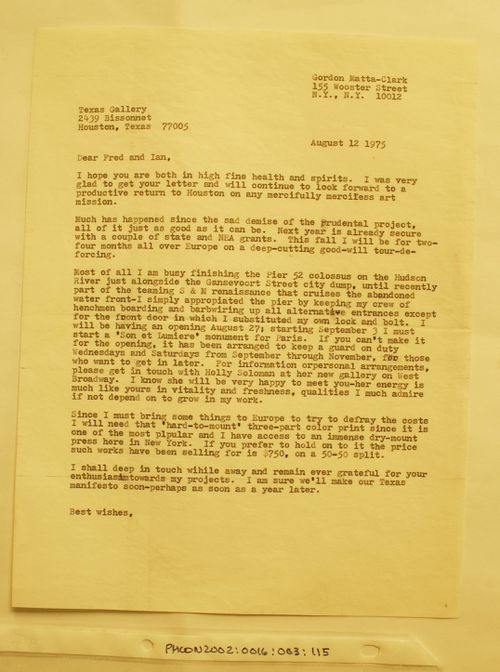 Gordon Matta-Clark
155 Wooster Street
N.Y., N.Y. 10012
Texas Gallery
2439 Bissonnet
Houston, Texas 77005
August 12 1975
Dear Fred and Ian,
I hope you are both in high fine health and spirits. I was very
glad to get your letter and will continue to look forward to a
productive return to Houston on any mercifully merciless art
mission.
Much has happened since the sad demise of the Prudental project,
all of it just as good as it can be. Next year is already secure
with a couple of state and NEA grants. This fall I will be for two-
four months all over Europe on a deep-cutting good-will tour-de-
forcing.
Most of all I am busy finishing the Pier 52 colossus on the Hudson
River just alongside the Gansevoort Street city dump, until recently
part of the teaming S & M renaissance that cruises the abandoned
water front-I simply appropiated the pier by keeping my crew of
henchmen boarding and barbwiring up all alternative entrances except
for the front door in which I substituted my own lock and bolt. I
will be having an opening August 27; starting September 3 I must
start a 'Son et Lumiere' monument for Paris. If you can't make it
for the opening, it has been arranged to keep a guard on duty
Wednesdays and Saturdays from September through November, for those
who want to get in later. For information orpersonal arrangements,
please get in touch with Holly Soloman at her new gallery on West
Broadway. I know she will be very happy to meet you-her energy is
much like yours in vitality and freshness, qualities I much admire
if not depend on to grow in my work.
Since I must bring some things to Europe to try to defray the costs
I will need that 'hard-to-mount' three-part color print since it is
one of the most plpular and I have access to an immense dry-mount
press here in New York. If you prefer to hold on to it the price
such works have been selling for is $750, on a 50-50 split.
I shall deep in touch wihile away and remain ever grateful for your
enthusiasmtowards my projects. I am sure we'll make our Texas
manifesto soon-perhaps as soon as a year later.
Best wishes,
PHCON2002:0016:003:115